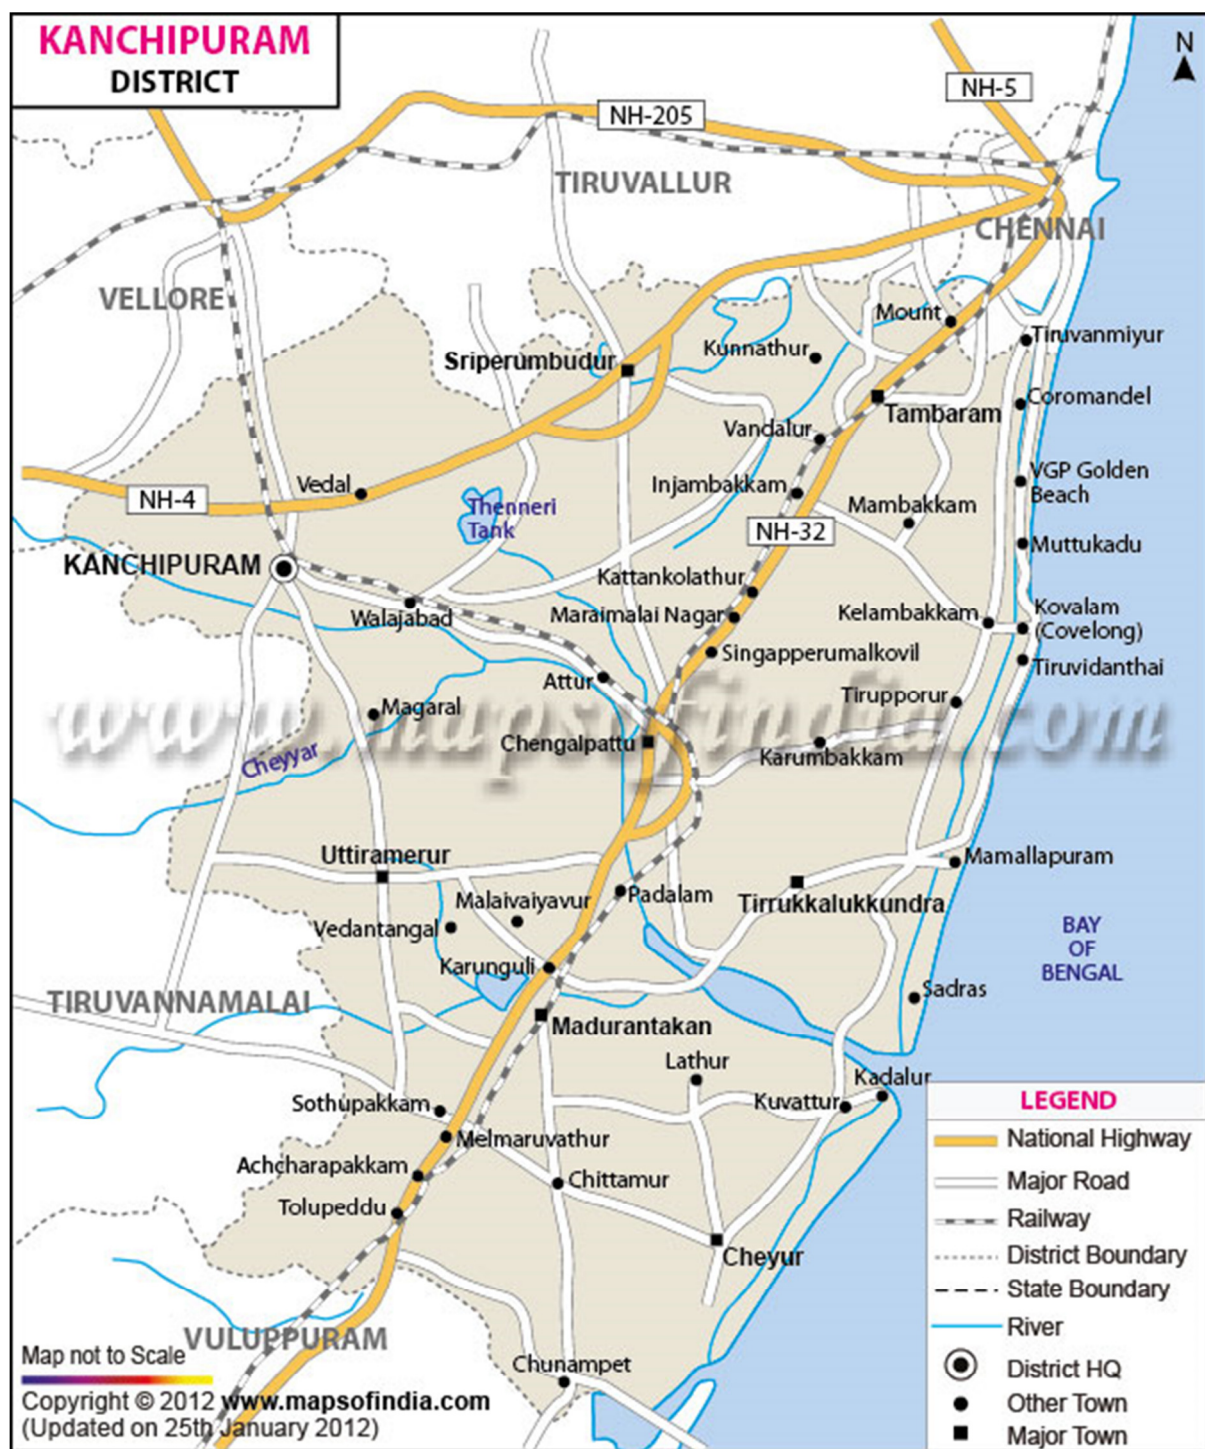 KANCHIPURAM
DISTRICT
N
NH-5
NH-205
TIRUVALLUR
CHENNAI
VELLORE
Mount
Tiruvanmiyur
Kunnathur
Sriperumbudur
Coromandel
Tambaram
Vandalur
VGP Golden
Beach
Vedal
Injambakkam
NH-4
Thenneri
Tank
Mambakkam
NH-32
Muttukadu
KANCHIPURAM
Kattankolathur
Walajabad
Maraimalai Nagar
Kelambakkam
Kovalam
(Covelong)
Singapperumalkovil
Tiruvidanthai
Attur
Tirupporur
Magaral
www.mapsofindia.com
Chengalpattu
Cheyyar
Karumbakkam
Uttiramerur
Mamallapuram
Malaivaiyavur
Padalam
Tirrukkalukkundra
Vedantangal
BAY
OF
BENGAL
Karunguli
Sadras
TIRUVANNAMALAI
Madurantakan
Lathur
Kadalur
Sothupakkam
Kuvattur
Melmaruvathur
Achcharapakkam
Chittamur
Tolupeddu
Cheyur
VULUPPURAM
Chunampet
LEGEND
National Highway
Major Road
Railway
District Boundary
State Boundary
River
District HQ
Other Town
Major Town
Map not to Scale
Copyright © 2012 www.mapsofindia.com
(Updated on 25th January 2012)